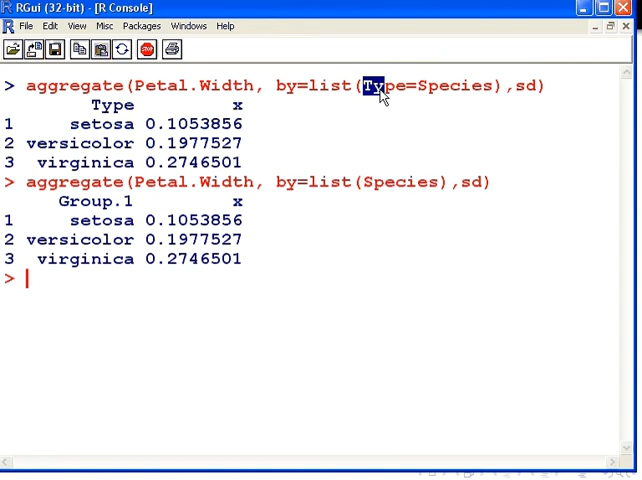 RGui (32-bit) - [R Console]
File Edit View Misc Packages Windows Help
> aggregate(Petal.Width, by=list(Type=Species),sd)
Type x
1 setosa 0.1053856
2 versicolor 0.1977527
3 virginica 0.2746501
> aggregate(Petal.Width, by=list(Species),sd)
Group.1 x
1 setosa 0.1053856
2 versicolor 0.1977527
3 virginica 0.2746501
>